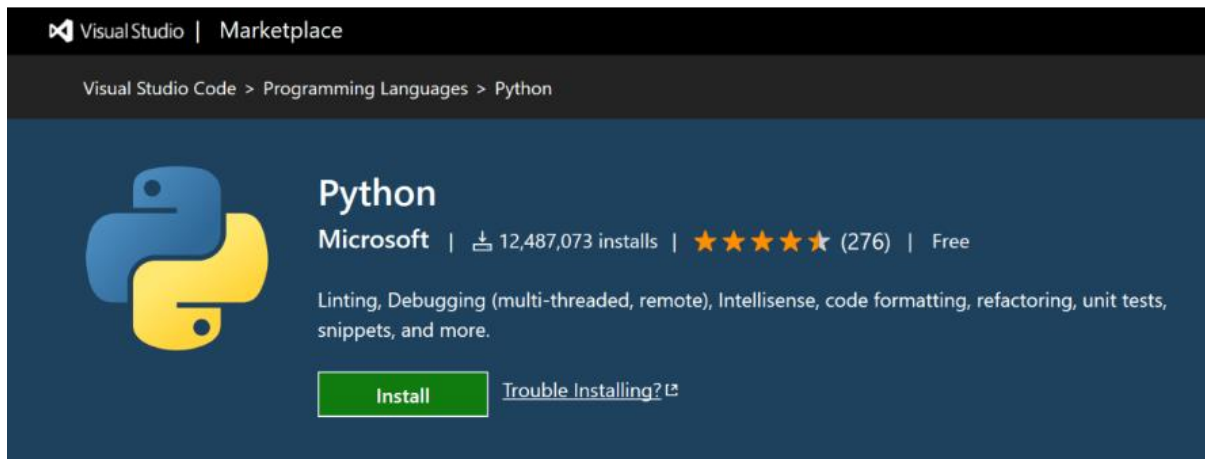 Visual Studio | Marketplace
Visual Studio Code > Programming Languages > Python
Python
Microsoft | 12,487,073 installs | (276) | Free
Linting, Debugging (multi-threaded, remote), Intellisense, code formatting, refactoring, unit tests,
snippets, and more.
Install Trouble Installing?